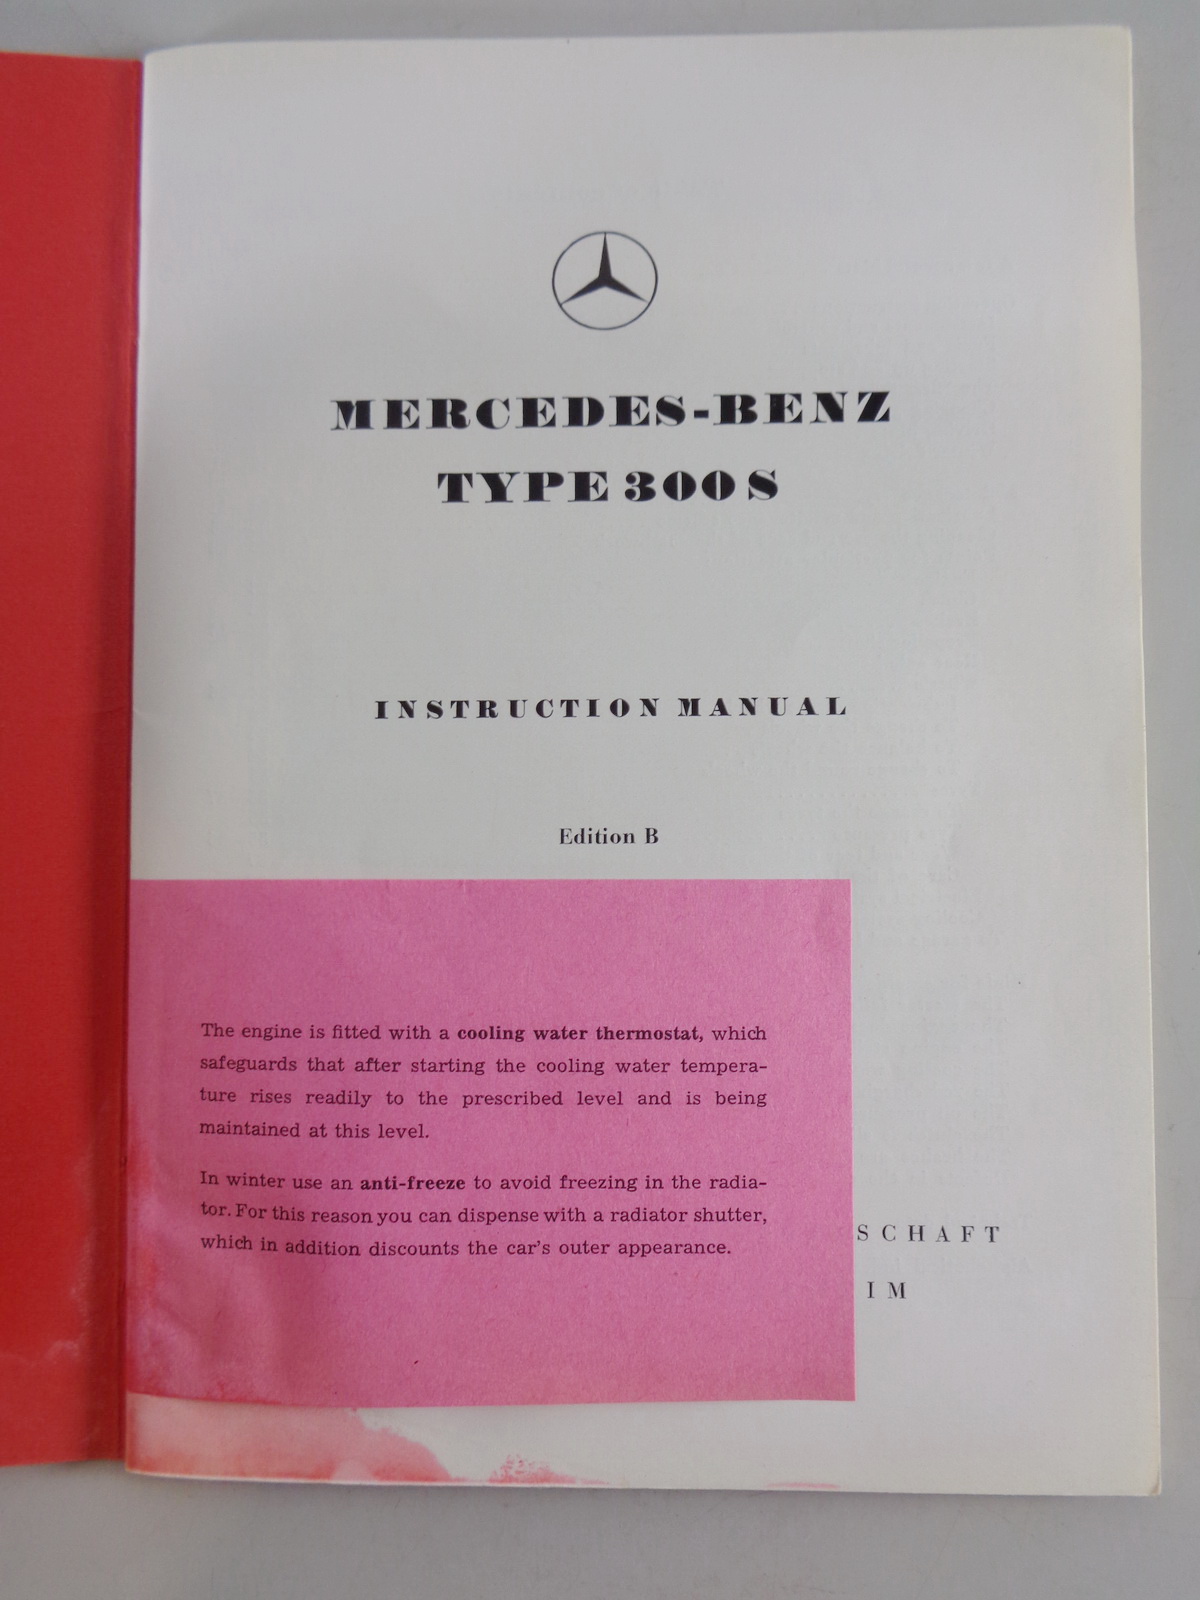 MERCEDES-BENZ
TYPE 300 S
INSTRUCTION MANUAL
Edition B
The engine is fitted with a cooling water thermostat, which
safeguards that after starting the cooling water tempera-
ture rises readily to the prescribed level and is being
maintained at this level.
In winter use an anti-freeze to avoid freezing in the radia-
tor. For this reason you can dispense with a radiator shutter,
which in addition discounts the car's outer appearance.
SCHAFT
IM